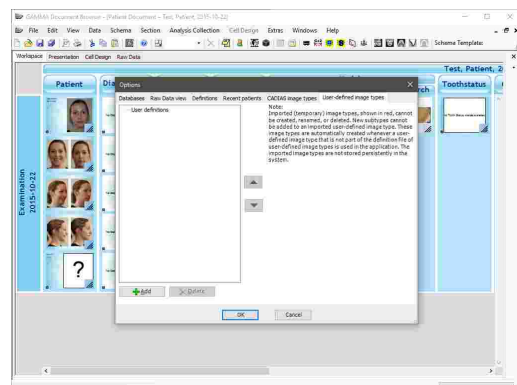 GAMMA Document Browser - [Patient Document - Test, Patient, 2015-10-22]
File Edit View Data Schema Section Analysis Collection Cell Design Extras Windows Help
Schema Template:
Workspace Presentation Cell Design Raw Data
Test, Patient, 2
Patient
Toothstatus
Examination
2015-10-22
?
Options
Databases Raw Data view Definitions Recent patients CADIAS image types User-defined image types
User definitions
Note:
Imported (temporary) image types, shown in red, cannot
be created, renamed, or deleted. New subtypes cannot
be added to an imported user-defined image type. These
image types are automatically created whenever a user-
defined image type that is not part of the definition file of
user-defined image types is used in the application. The
imported image types are not stored persistently in the
system.
Add Delete
OK Cancel